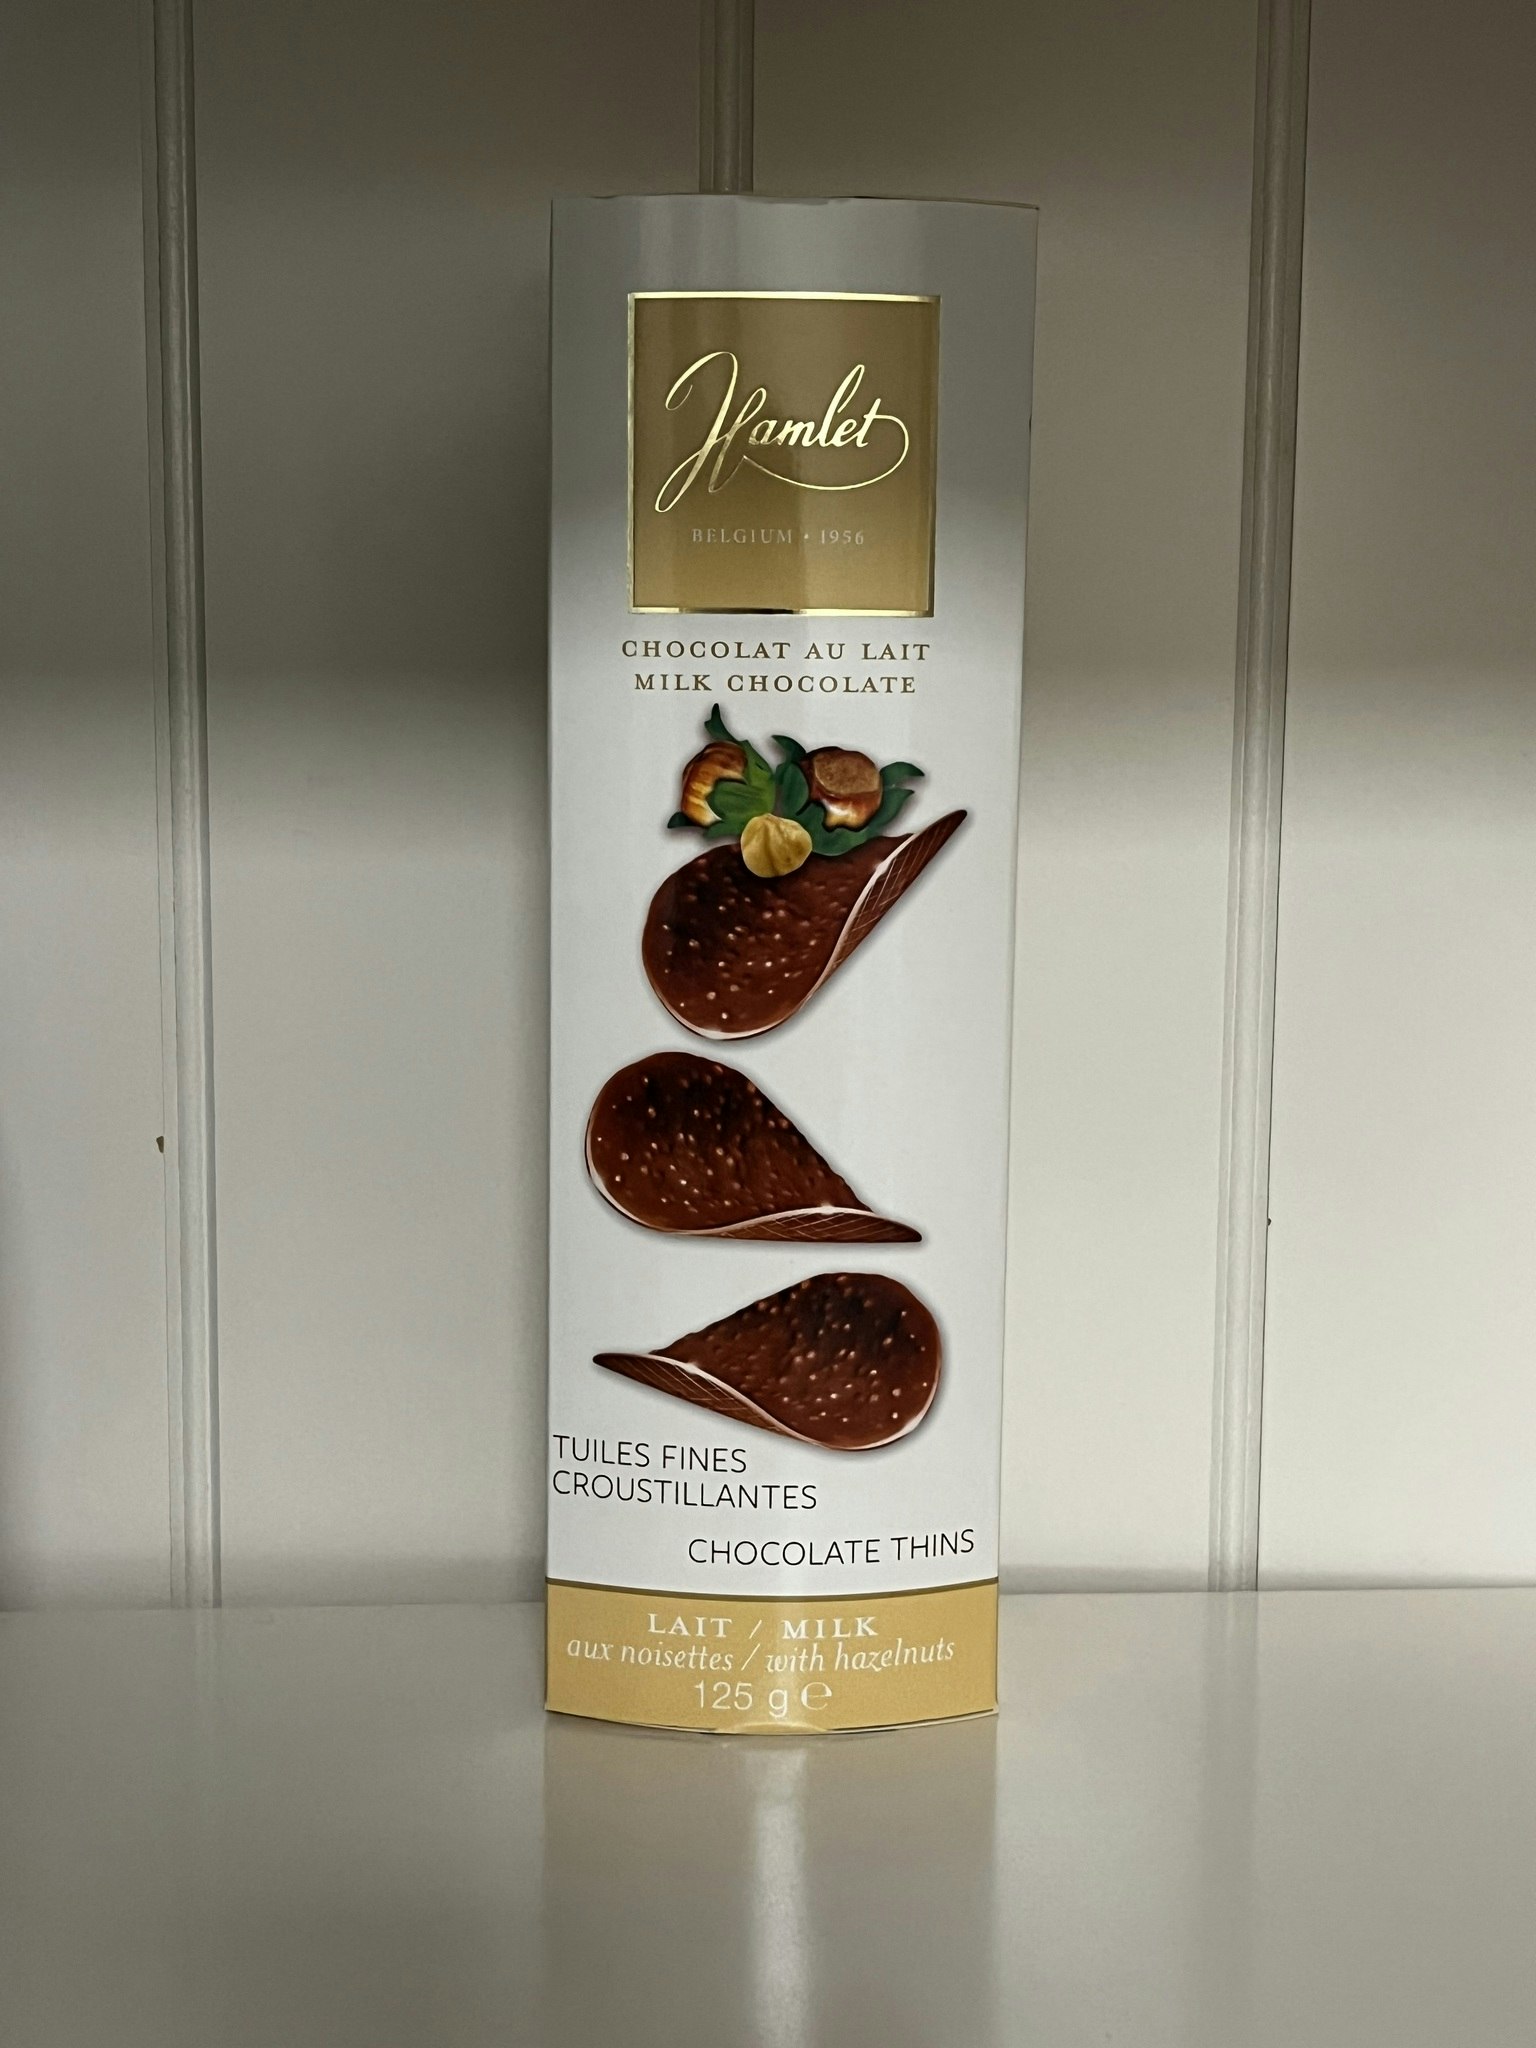 Hamlet
BELGIUM • 1956
CHOCOLAT AU LAIT
MILK CHOCOLATE
TUILES FINES
CROUSTILLANTES
CHOCOLATE THINS
LAIT / MILK
aux noisettes / with hazelnuts
125 g ℮